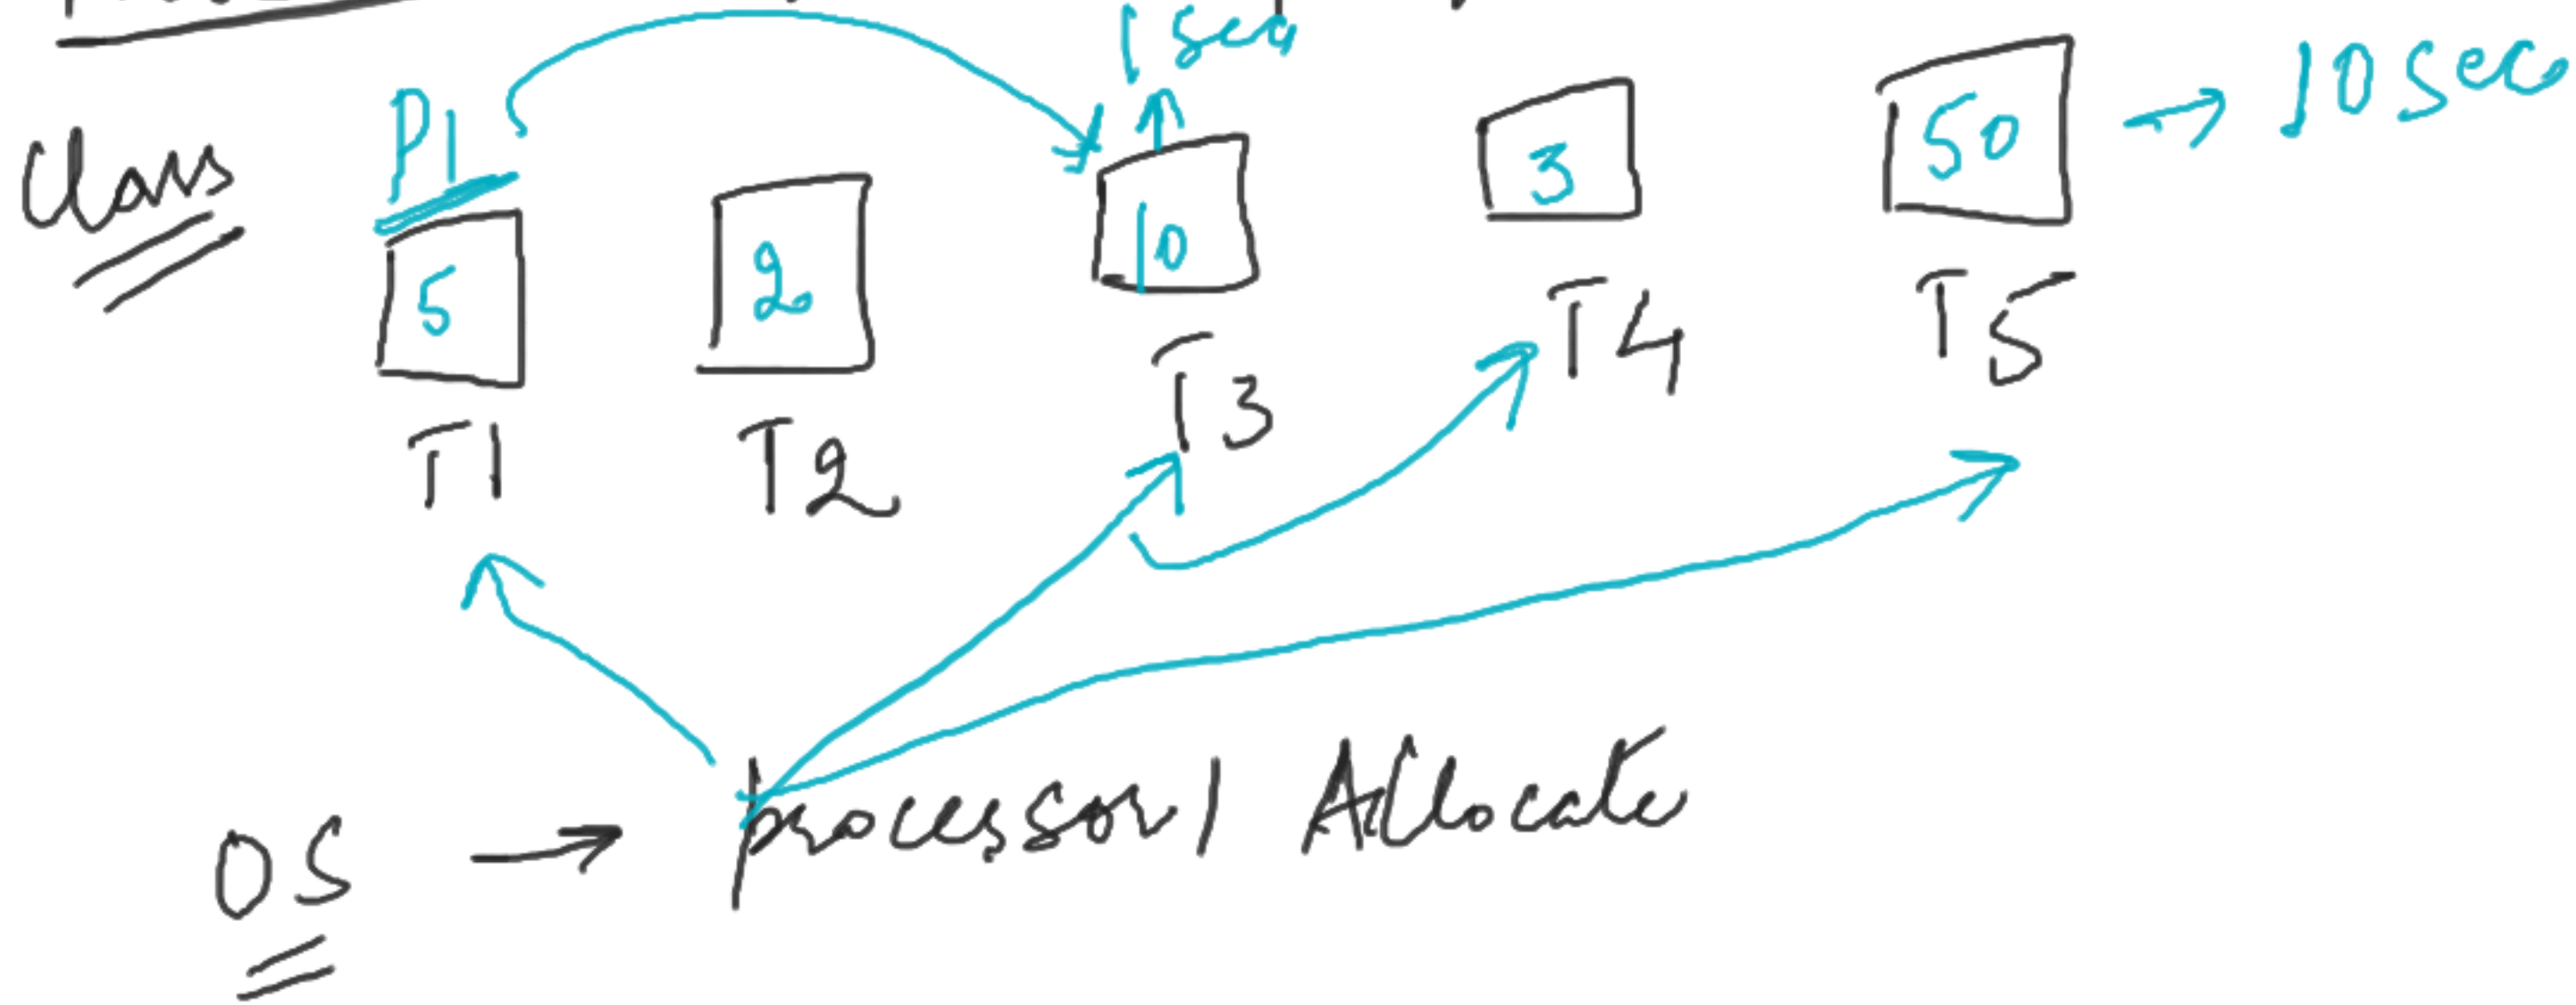 1 sec
10 sec
Class
P1
5
2
10
3
50
T1
T2
T3
T4
T5
OS → processor / Allocate